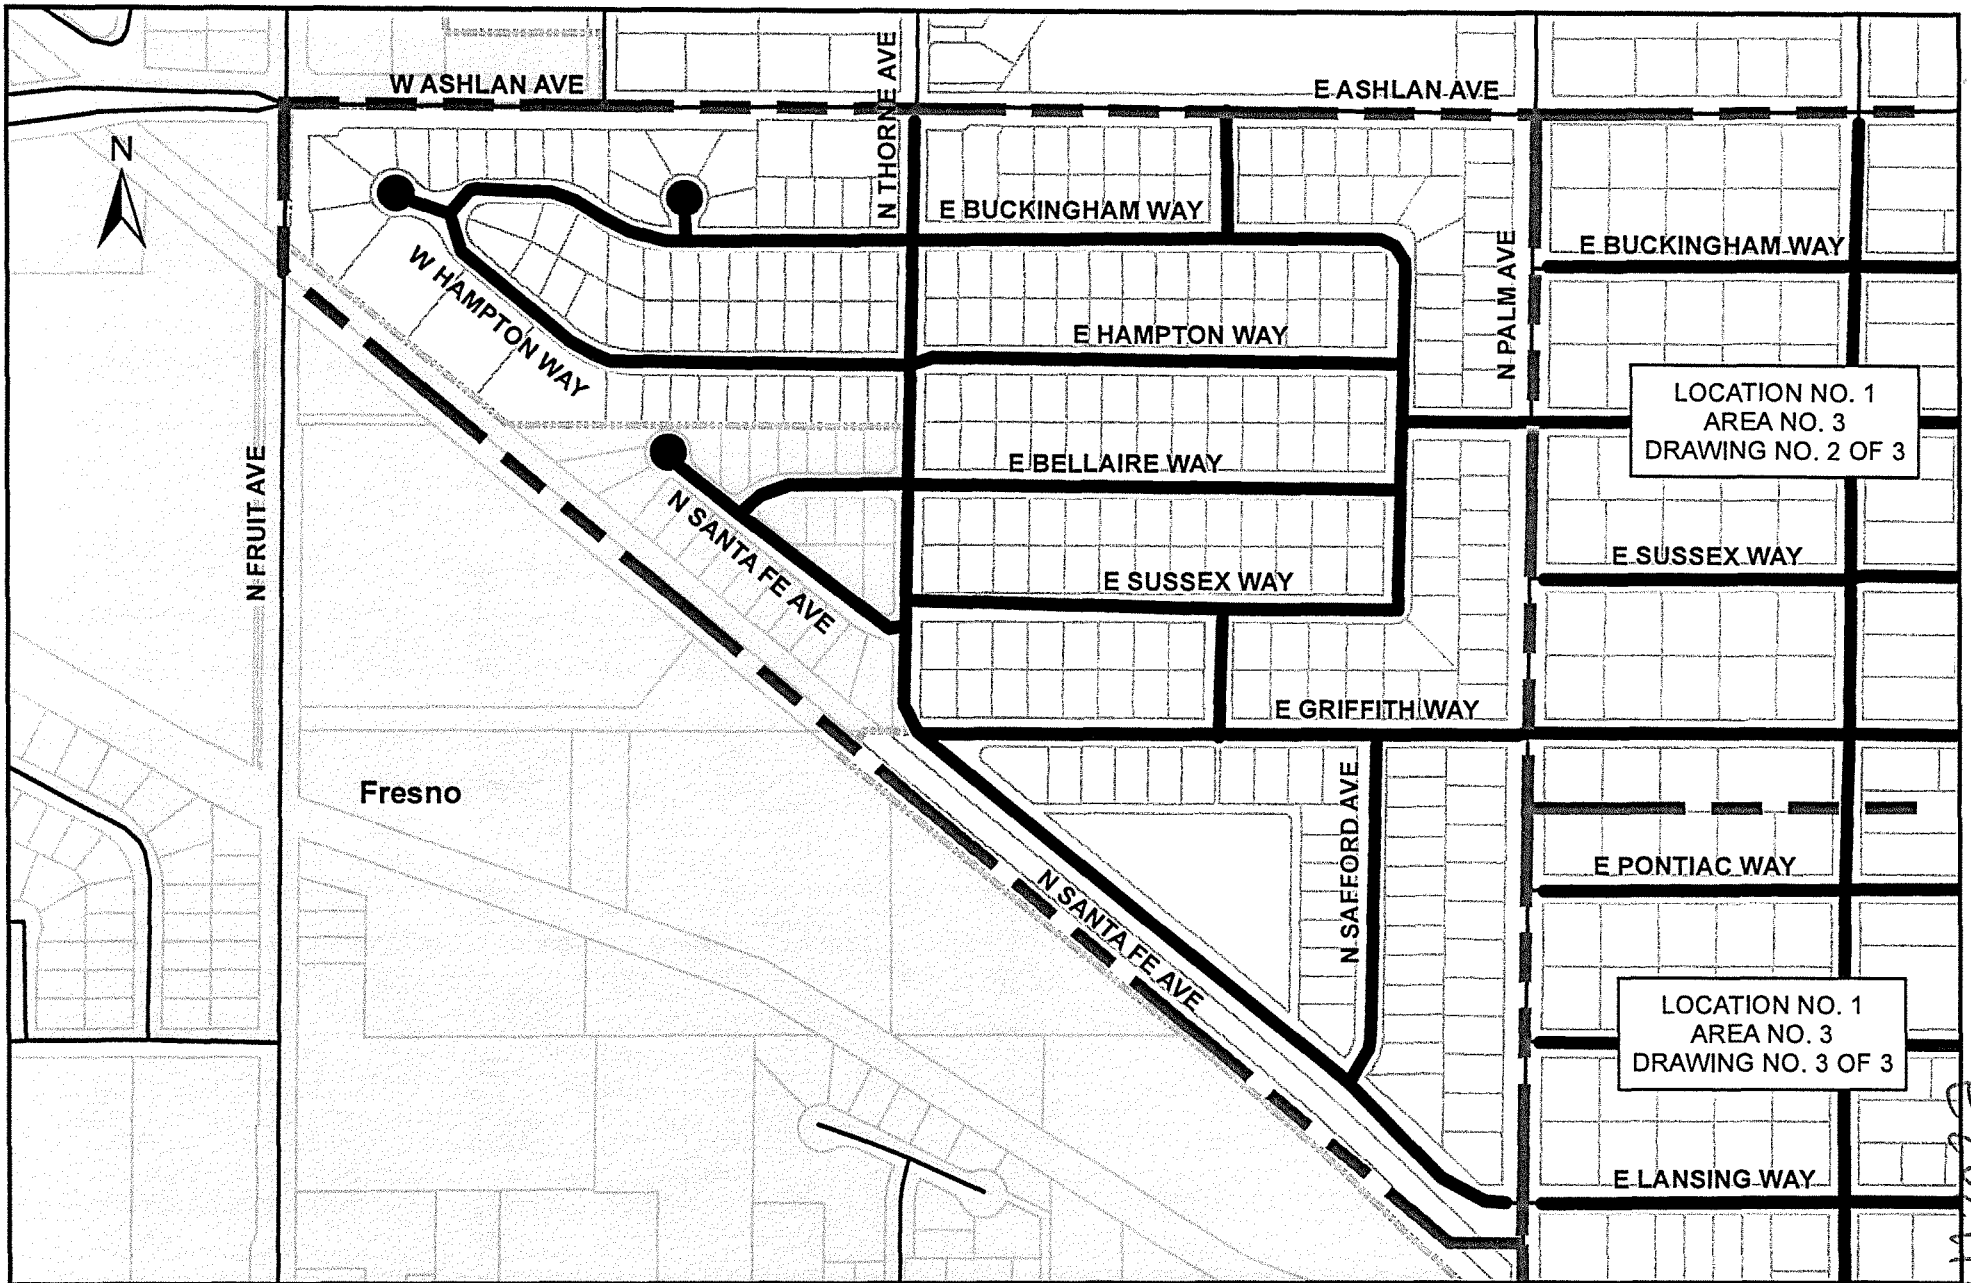 W ASHLAN AVE
E ASHLAN AVE
N THORNE AVE
N
E BUCKINGHAM WAY
E BUCKINGHAM WAY
W HAMPTON WAY
E HAMPTON WAY
N PALM AVE
LOCATION NO. 1
AREA NO. 3
DRAWING NO. 2 OF 3
N FRUIT AVE
E BELLAIRE WAY
N SANTA FE AVE
E SUSSEX WAY
E SUSSEX WAY
E GRIFFITH WAY
Fresno
N SAFFORD AVE
E PONTIAC WAY
N SANTA FE AVE
LOCATION NO. 1
AREA NO. 3
DRAWING NO. 3 OF 3
E LANSING WAY